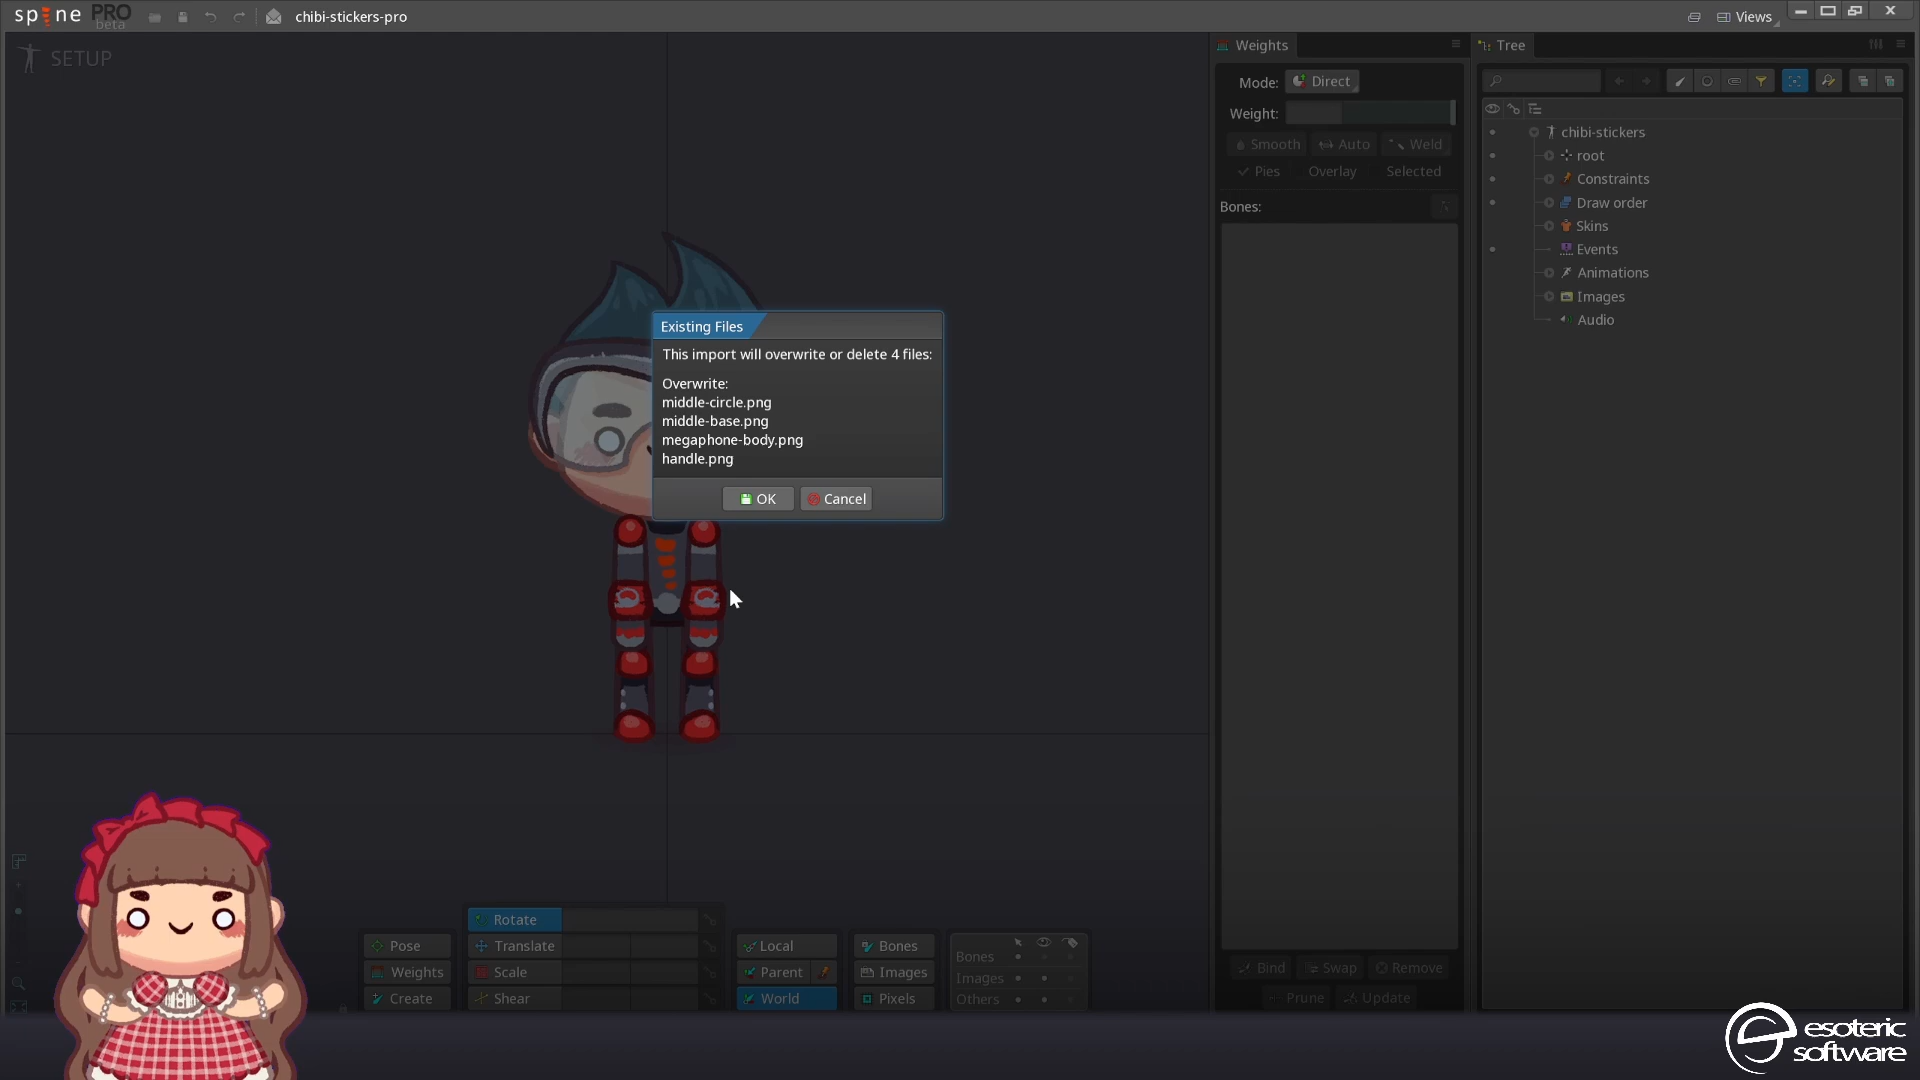 spine PRO beta
chibi-stickers-pro
Views
SETUP
Weights
Tree
Mode: Direct
Weight:
Smooth Auto Weld
Pies Overlay Selected
Bones:
chibi-stickers
root
Constraints
Draw order
Skins
Events
Animations
Images
Audio
Existing Files
This import will overwrite or delete 4 files:
Overwrite:
middle-circle.png
middle-base.png
megaphone-body.png
handle.png
OK Cancel
Rotate
Pose Translate Local Bones
Weights Scale Parent Images
Create Shear World Pixels
Bones
Images
Others
Bind Swap Remove
Prune Update
esoteric
software